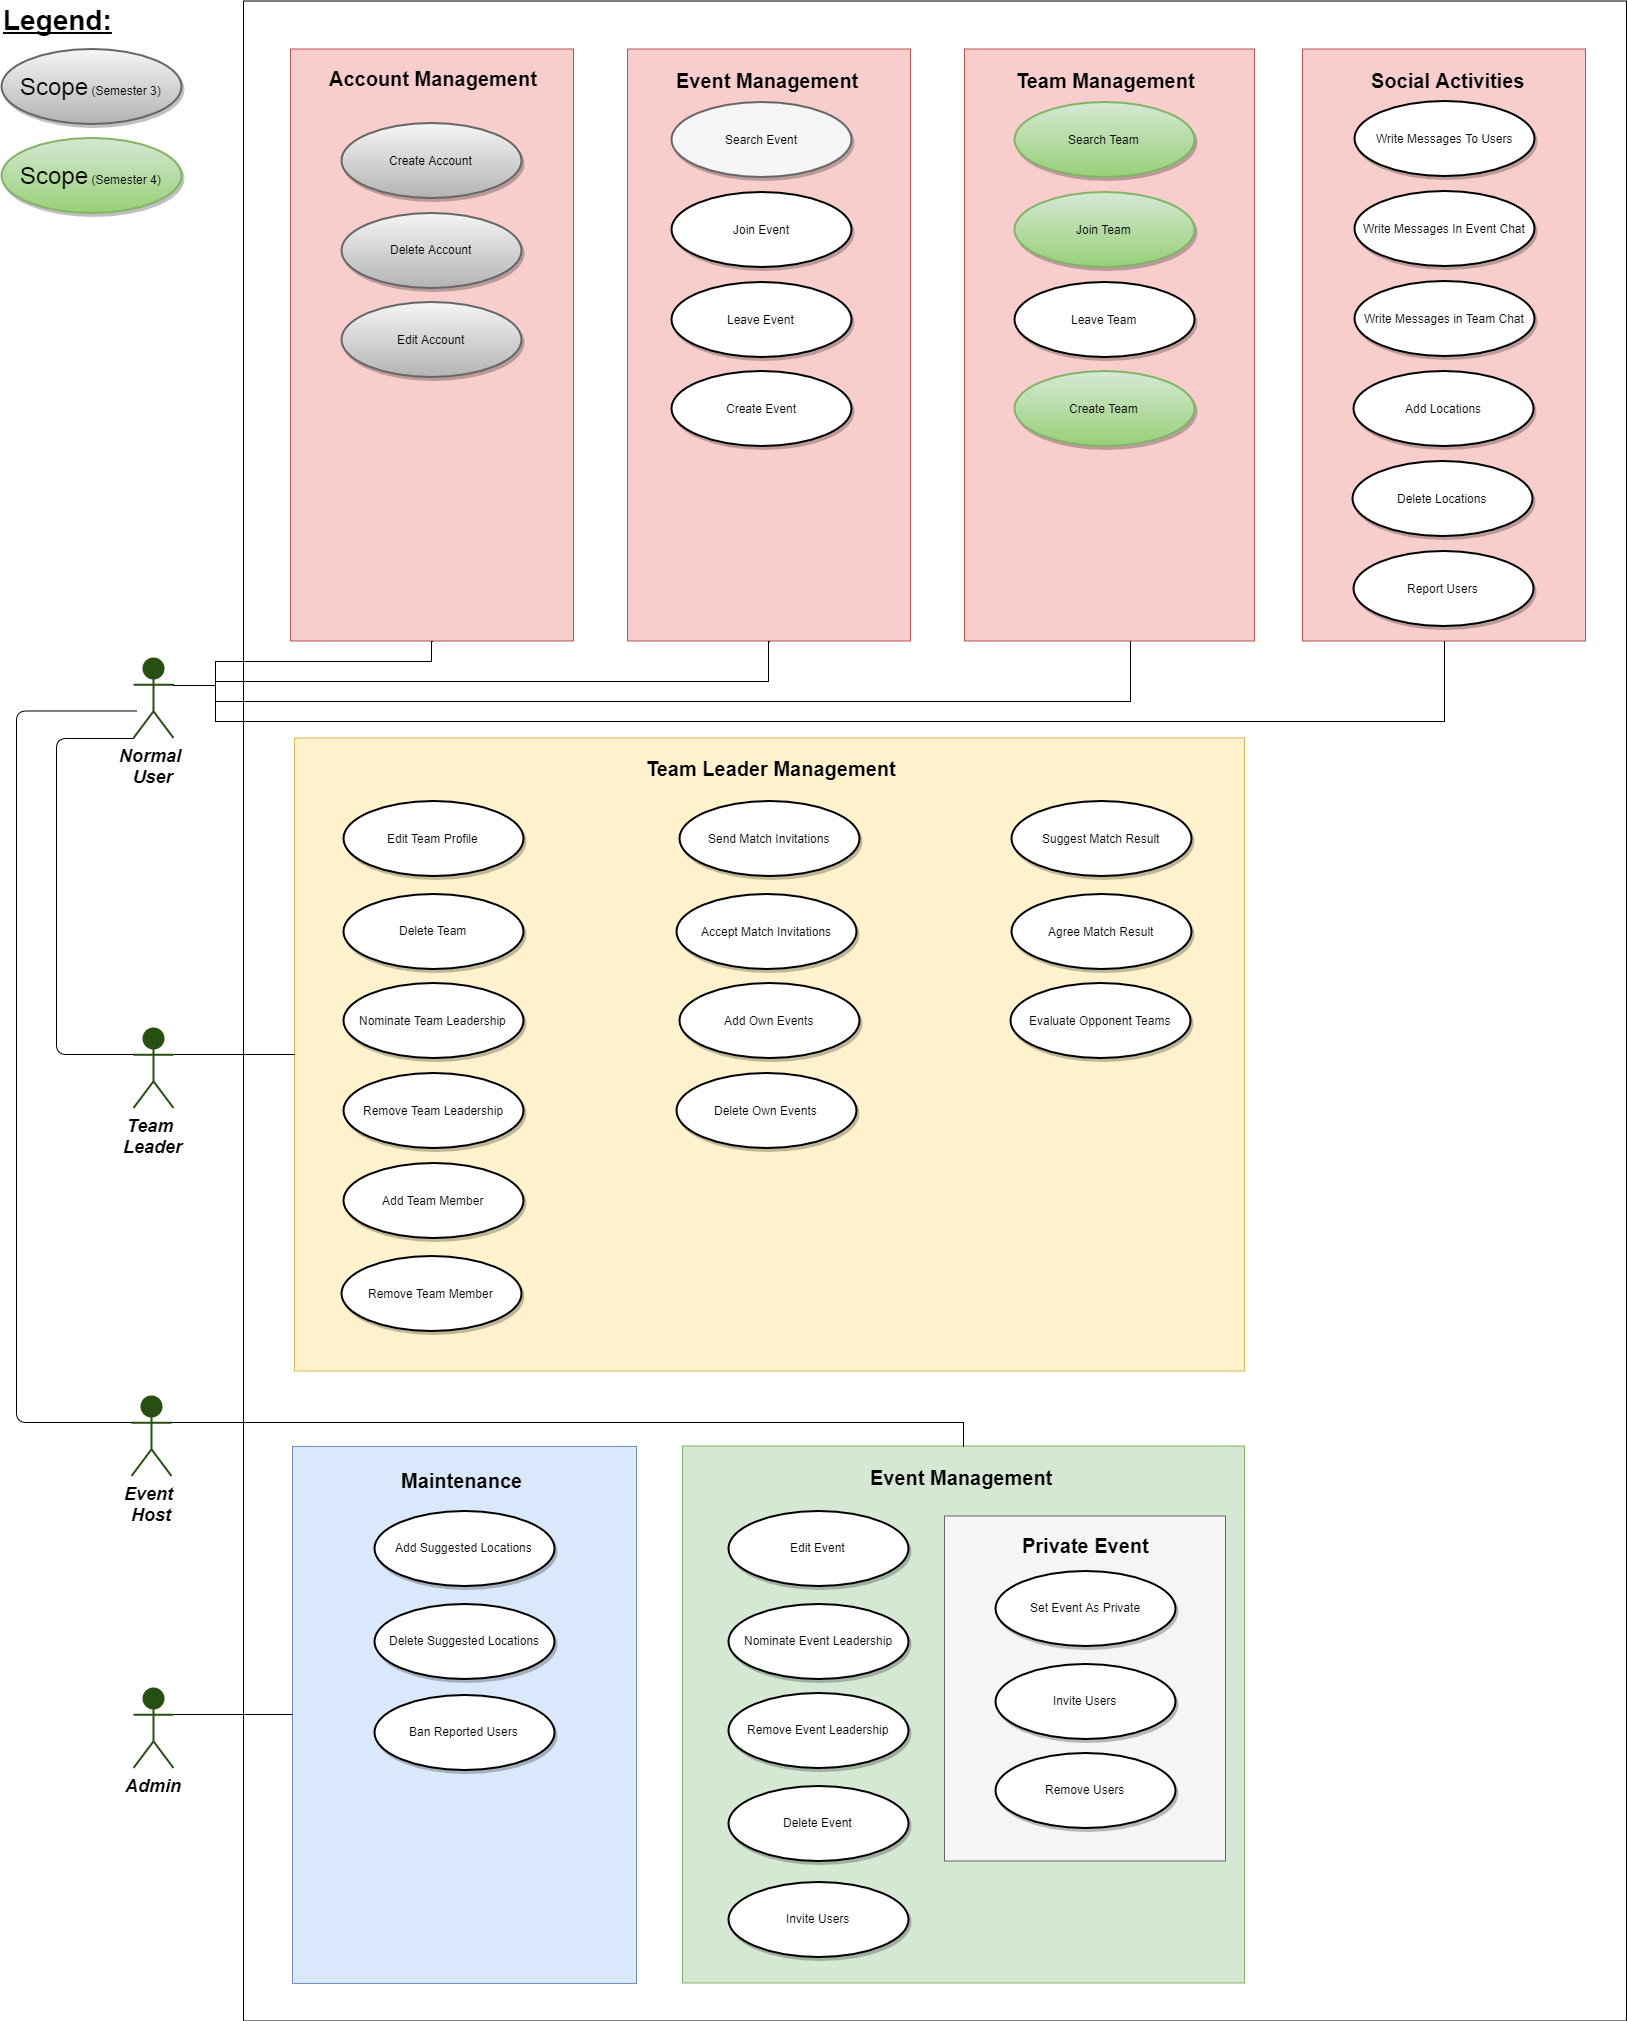 Legend:
Scope (Semester 3)
Scope (Semester 4)
Account Management
Create Account
Delete Account
Edit Account
Event Management
Search Event
Join Event
Leave Event
Create Event
Team Management
Search Team
Join Team
Leave Team
Create Team
Social Activities
Write Messages To Users
Write Messages In Event Chat
Write Messages in Team Chat
Add Locations
Delete Locations
Report Users
Normal
User
Team Leader Management
Edit Team Profile
Delete Team
Nominate Team Leadership
Remove Team Leadership
Add Team Member
Remove Team Member
Send Match Invitations
Accept Match Invitations
Add Own Events
Delete Own Events
Suggest Match Result
Agree Match Result
Evaluate Opponent Teams
Team
Leader
Event
Host
Maintenance
Add Suggested Locations
Delete Suggested Locations
Ban Reported Users
Event Management
Edit Event
Nominate Event Leadership
Remove Event Leadership
Delete Event
Invite Users
Private Event
Set Event As Private
Invite Users
Remove Users
Admin